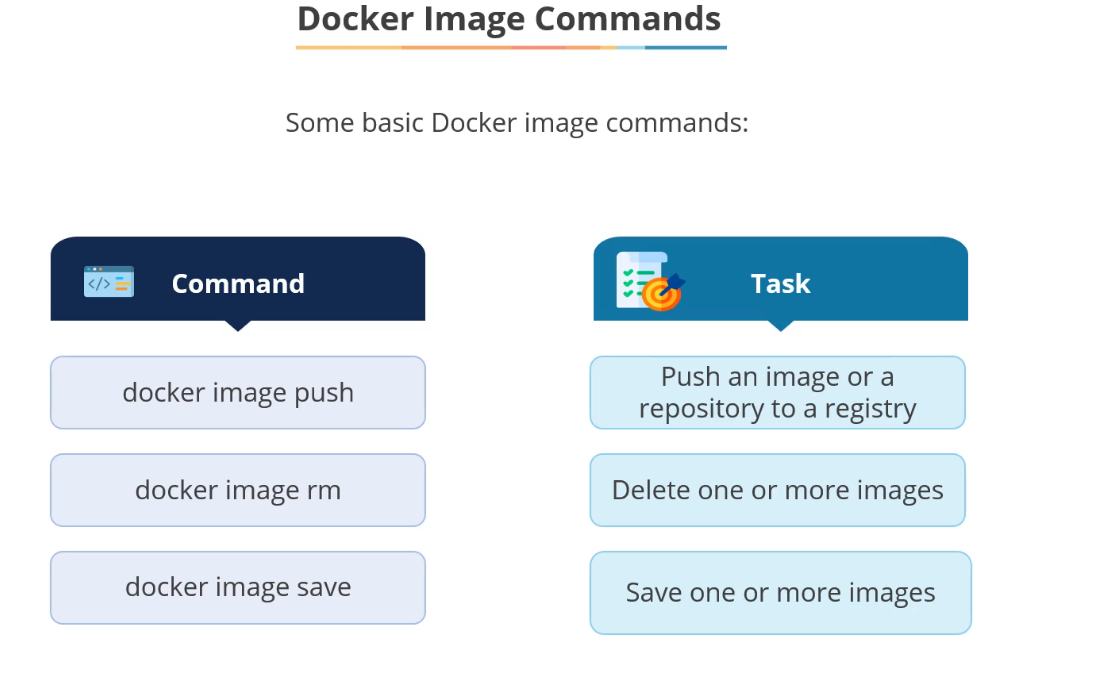 Docker Image Commands
Some basic Docker image commands:
</> Command
Task
docker image push
Push an image or a
repository to a registry
docker image rm
Delete one or more images
docker image save
Save one or more images